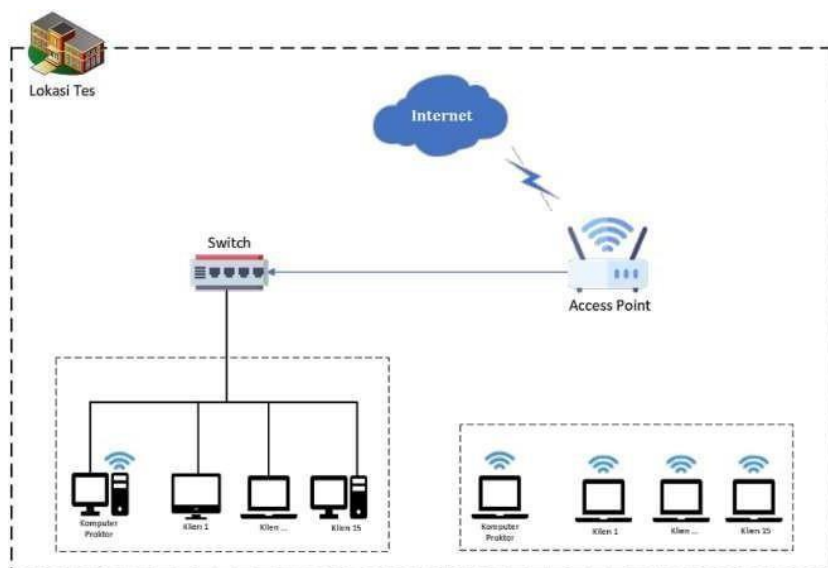 Lokasi Tes
Internet
Switch
Access Point
Komputer
Proktor
Klien 1
Klien ...
Klien 15
Komputer
Proktor
Klien 1
Klien ...
Klien 15